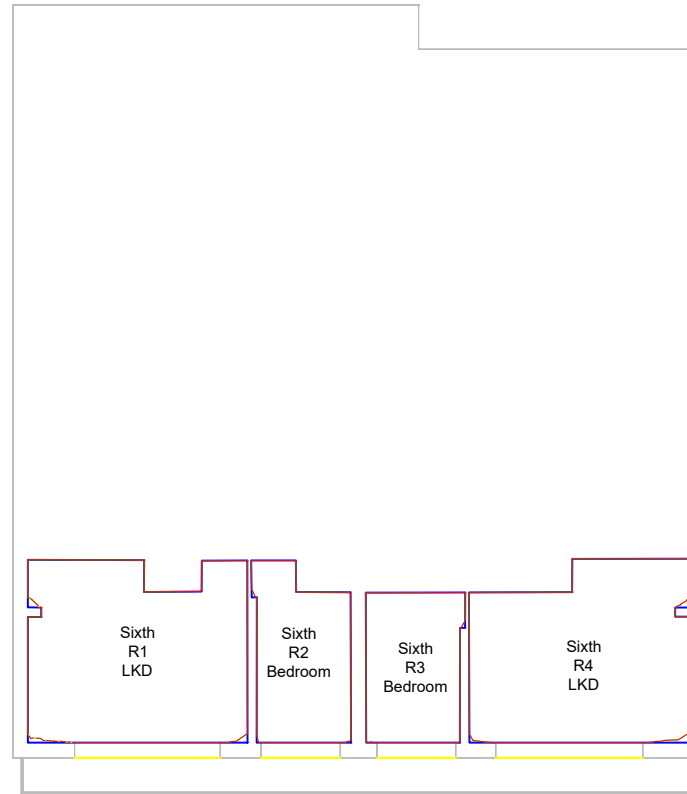 Sixth
R1
LKD
Sixth
R2
Bedroom
Sixth
R3
Bedroom
Sixth
R4
LKD